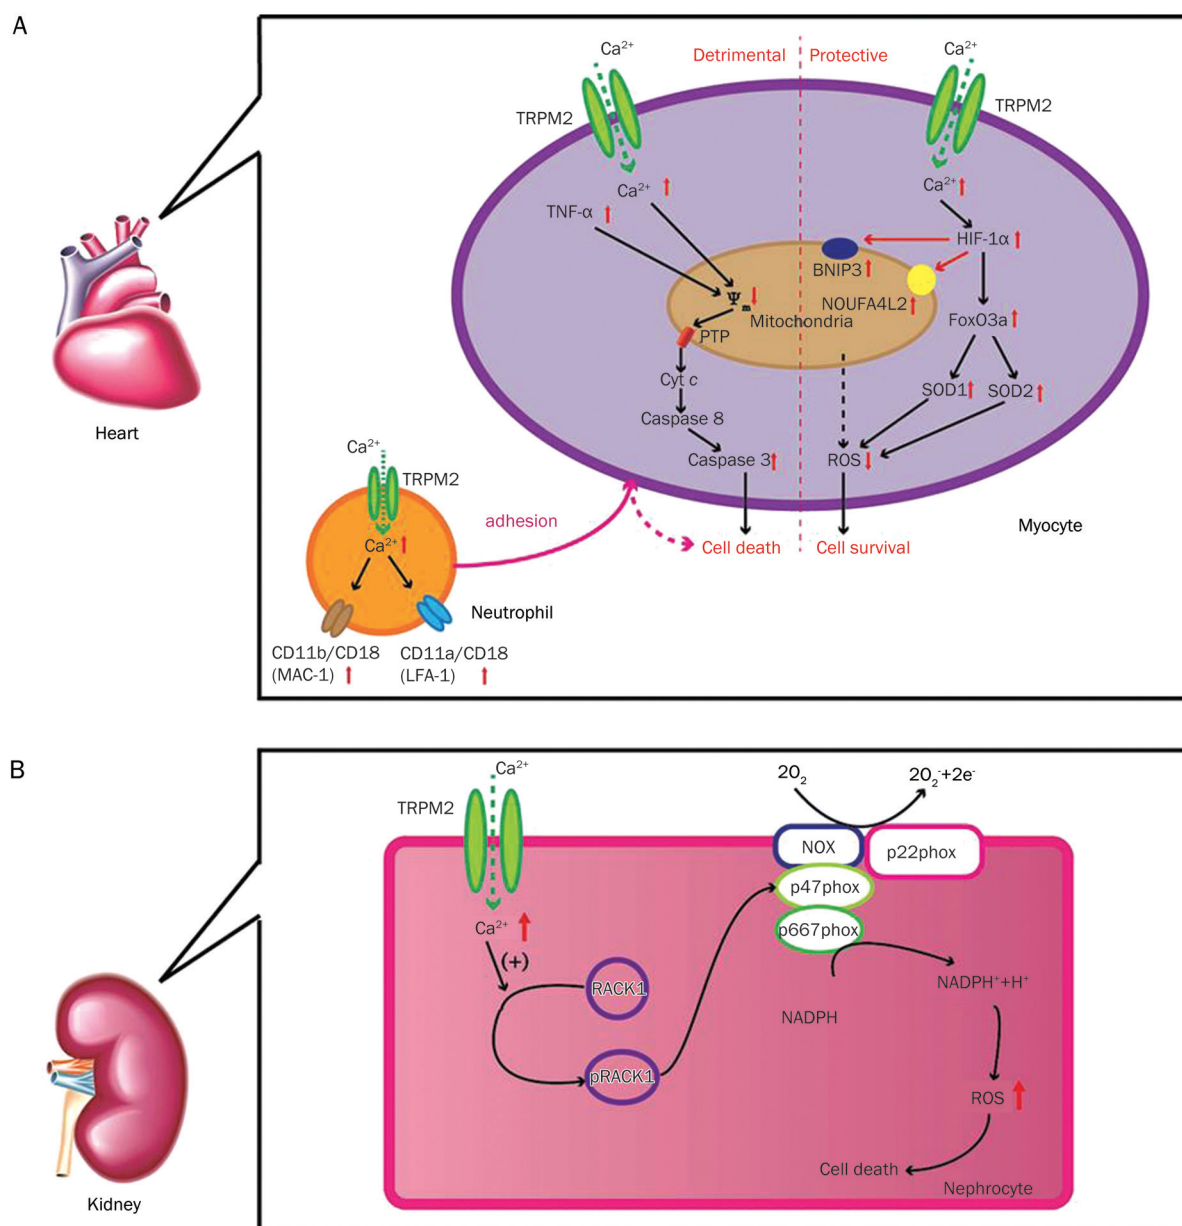 A
Ca²⁺
Detrimental
Protective
Ca²⁺
TRPM2
TRPM2
Ca²⁺
Ca²⁺
TNF-α
HIF-1α
BNIP3
NOUFA4L2
Ψm
Mitochondria
FoxO3a
PTP
Cyt c
SOD1
SOD2
Caspase 8
Heart
Caspase 3
ROS
Ca²⁺
TRPM2
adhesion
Myocyte
Ca²⁺
Cell death
Cell survival
Neutrophil
CD11b/CD18
(MAC-1)
CD11a/CD18
(LFA-1)
B
Ca²⁺
2O₂
2O₂⁻+2e⁻
TRPM2
NOX
p22phox
p47phox
Ca²⁺
p667phox
(+)
RACK1
NADPH⁺+H⁺
NADPH
pRACK1
ROS
Cell death
Nephrocyte
Kidney